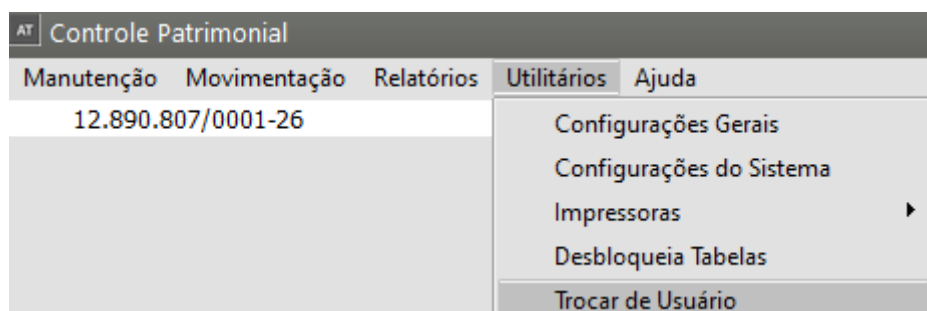 AT Controle Patrimonial
Manutenção Movimentação Relatórios Utilitários Ajuda
12.890.807/0001-26
Configurações Gerais
Configurações do Sistema
Impressoras
Desbloqueia Tabelas
Trocar de Usuário